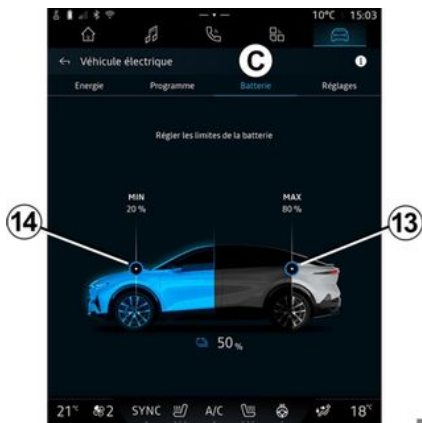 10°C 15:03
C
Véhicule électrique
Energie Programme Batterie Réglages
Régler les limites de la batterie
MIN MAX
20 % 80 %
14 13
50 %
21°c 2 SYNC A/C 18°c